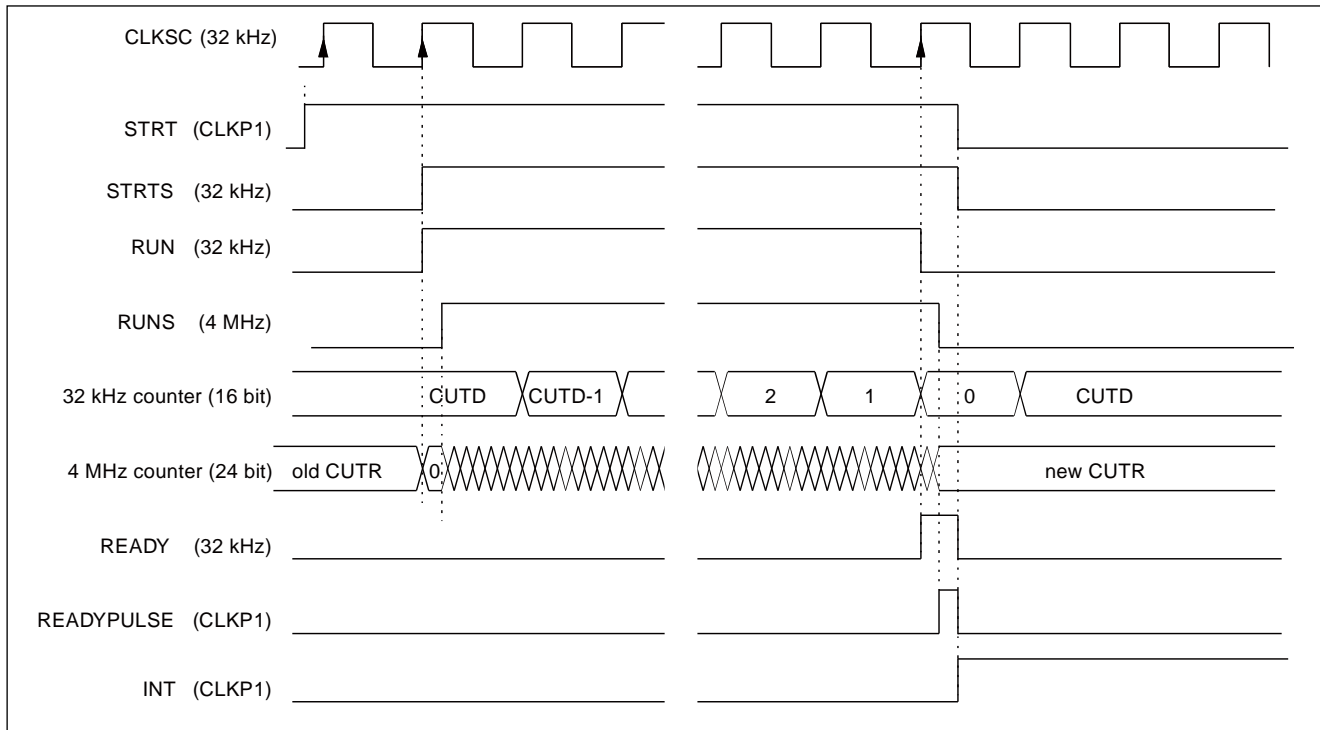 CLKSC (32 kHz)
STRT (CLKP1)
STRTS (32 kHz)
RUN (32 kHz)
RUNS (4 MHz)
32 kHz counter (16 bit) CUTD CUTD-1 2 1 0 CUTD
4 MHz counter (24 bit) old CUTR 0 new CUTR
READY (32 kHz)
READYPULSE (CLKP1)
INT (CLKP1)